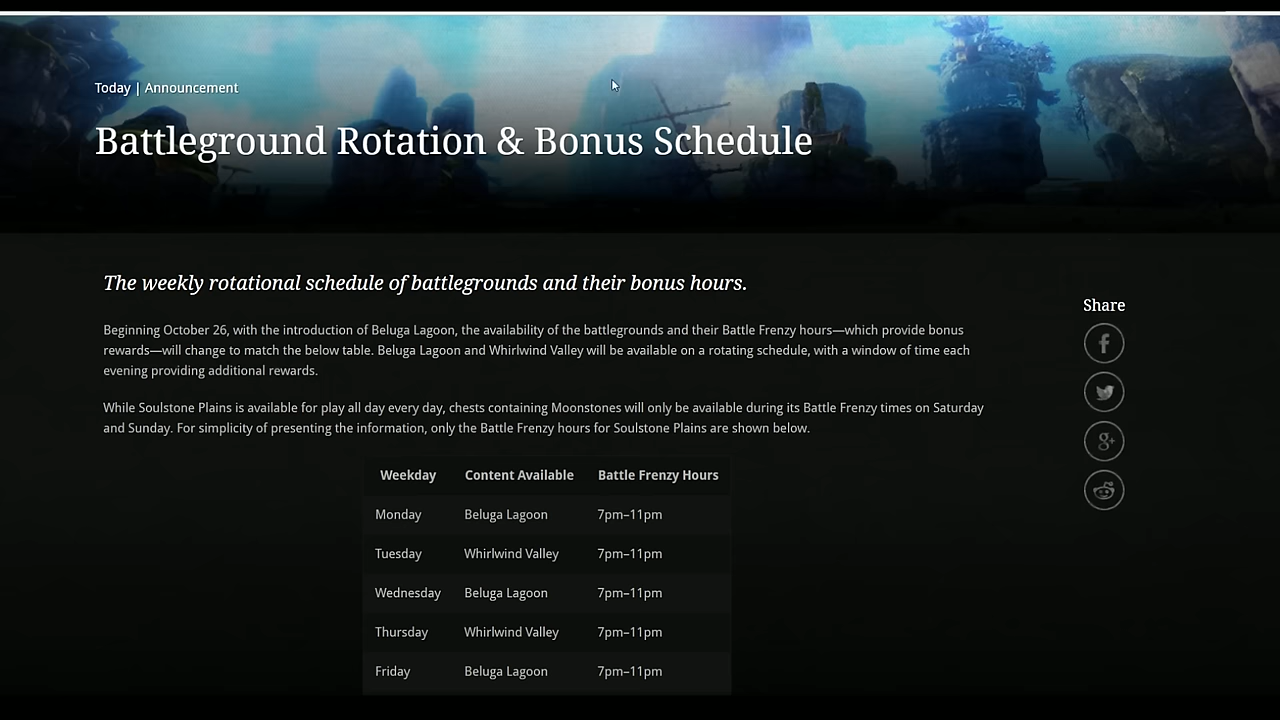 Today | Announcement
Battleground Rotation & Bonus Schedule
The weekly rotational schedule of battlegrounds and their bonus hours.
Share
Beginning October 26, with the introduction of Beluga Lagoon, the availability of the battlegrounds and their Battle Frenzy hours—which provide bonus
rewards—will change to match the below table. Beluga Lagoon and Whirlwind Valley will be available on a rotating schedule, with a window of time each
evening providing additional rewards.
While Soulstone Plains is available for play all day every day, chests containing Moonstones will only be available during its Battle Frenzy times on Saturday
and Sunday. For simplicity of presenting the information, only the Battle Frenzy hours for Soulstone Plains are shown below.
Weekday Content Available Battle Frenzy Hours
Monday Beluga Lagoon 7pm–11pm
Tuesday Whirlwind Valley 7pm–11pm
Wednesday Beluga Lagoon 7pm–11pm
Thursday Whirlwind Valley 7pm–11pm
Friday Beluga Lagoon 7pm–11pm